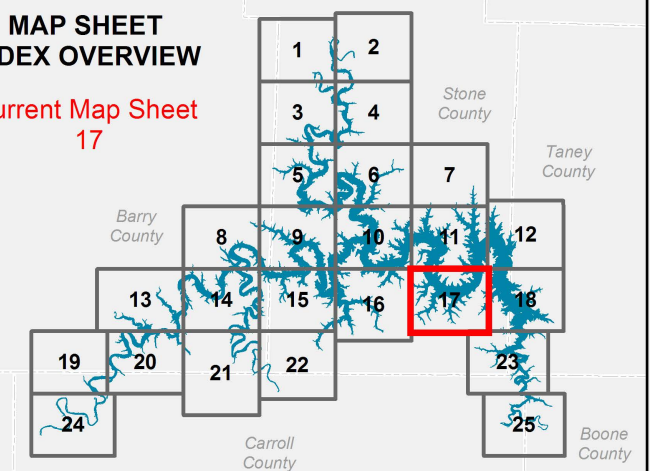 MAP SHEET
DEX OVERVIEW
urrent Map Sheet
17
1
2
Stone
County
3
4
Taney
County
5
6
7
Barry
County
8
9
10
11
12
13
14
15
16
17
18
19
20
21
22
23
24
25
Carroll
County
Boone
County